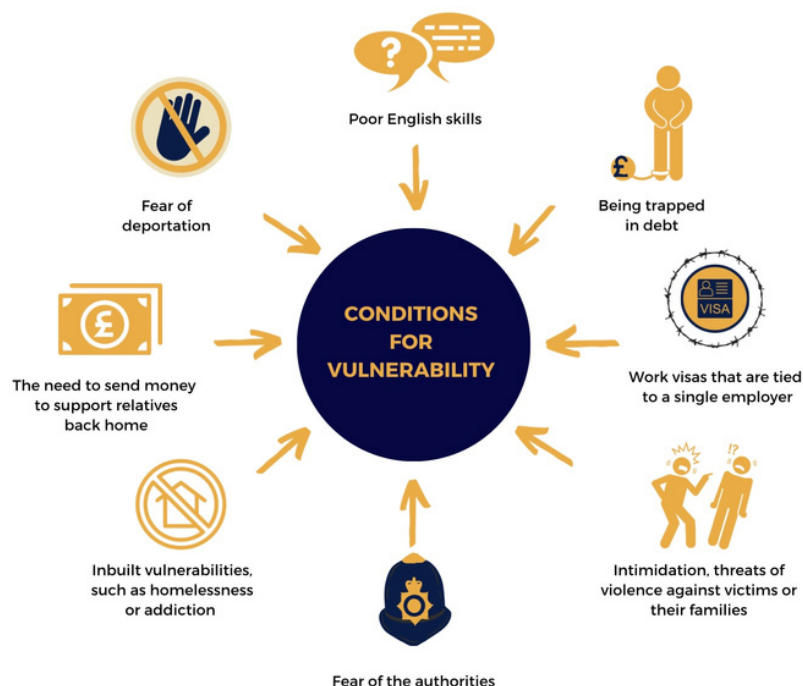 ?
Poor English skills
Fear of
deportation
£
Being trapped
in debt
CONDITIONS
FOR
VULNERABILITY
£
The need to send money
to support relatives
back home
VISA
Work visas that are tied
to a single employer
Inbuilt vulnerabilities,
such as homelessness
or addiction
!?
Intimidation, threats of
violence against victims or
their families
Fear of the authorities